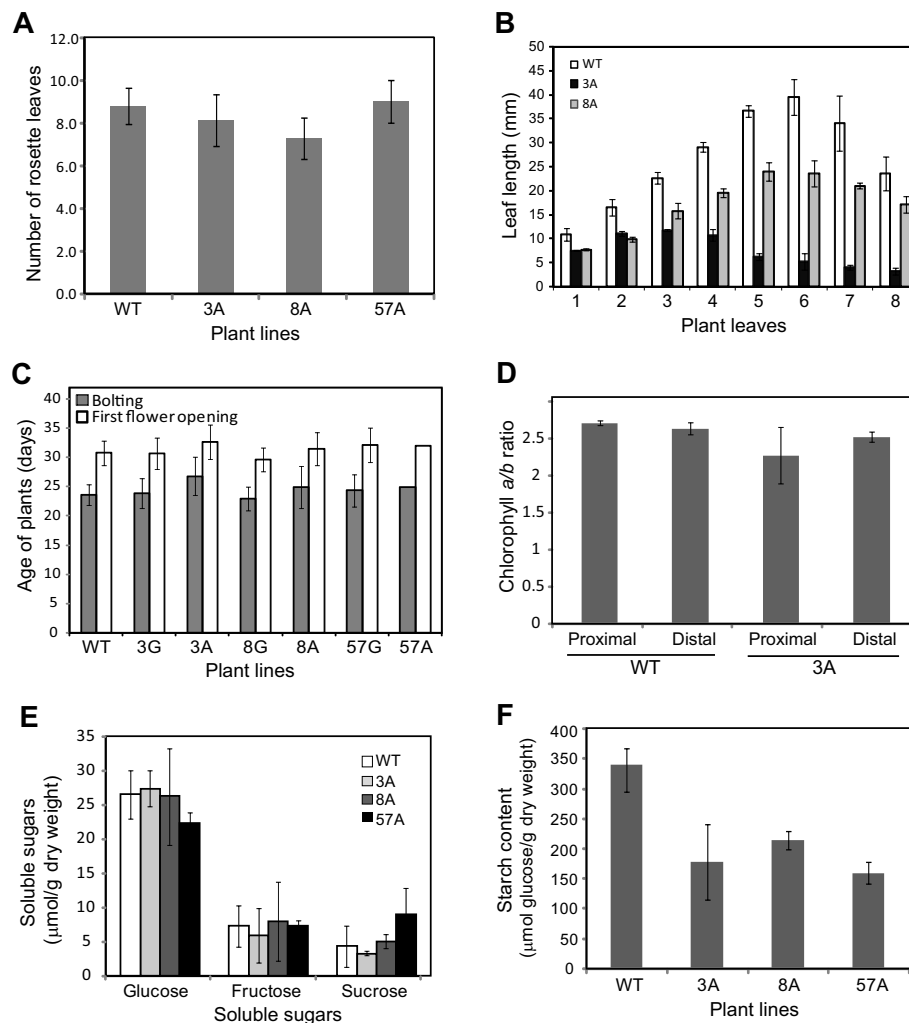 A
12.0
10.0
8.0
6.0
4.0
2.0
0.0
Number of rosette leaves
WT 3A 8A 57A
Plant lines
B
50
45
40
35
30
25
20
15
10
5
0
Leaf length (mm)
WT
3A
8A
1 2 3 4 5 6 7 8
Plant leaves
C
40
35
30
25
20
15
10
5
0
Age of plants (days)
Bolting
First flower opening
WT 3G 3A 8G 8A 57G 57A
Plant lines
D
2.5
2
1.5
1
0.5
0
Chlorophyll a/b ratio
Proximal Distal Proximal Distal
WT 3A
E
35
30
25
20
15
10
5
0
Soluble sugars
(μmol/g dry weight)
WT
3A
8A
57A
Glucose Fructose Sucrose
Soluble sugars
F
400
350
300
250
200
150
100
50
0
Starch content
(μmol glucose/g dry weight)
WT 3A 8A 57A
Plant lines